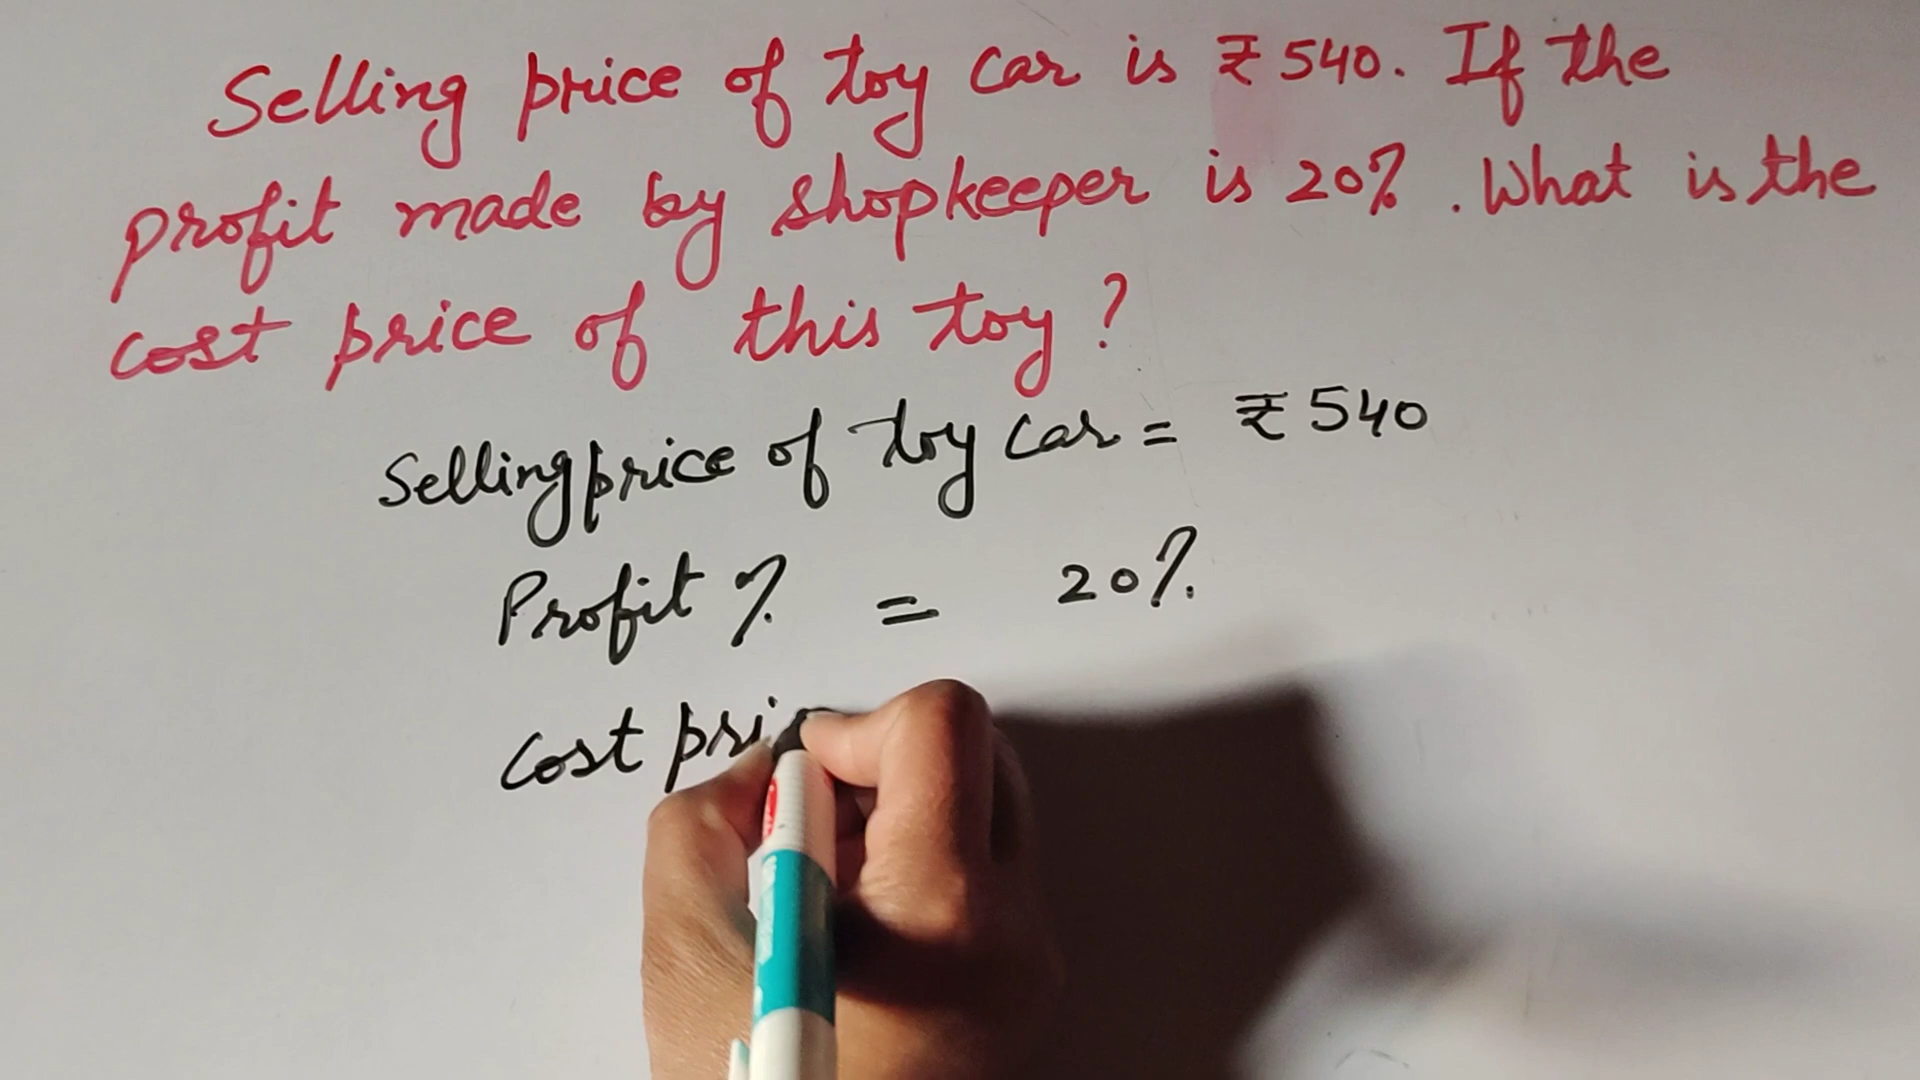 Selling price of toy car is ₹540. If the
profit made by shopkeeper is 20%. What is the
cost price of this toy?
Selling price of toy car = ₹540
Profit % = 20%
Cost pri